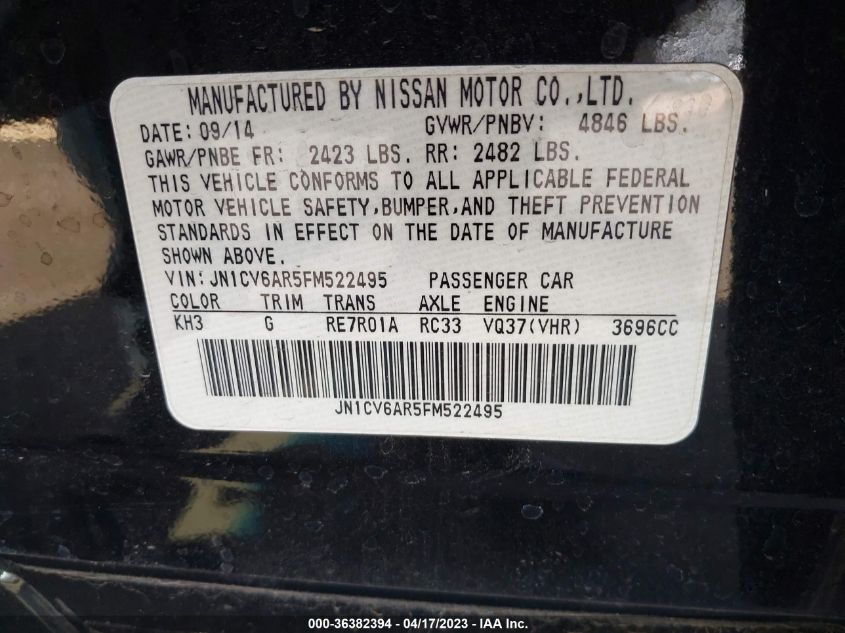 MANUFACTURED BY NISSAN MOTOR CO.,LTD.
DATE: 09/14 GVWR/PNBV: 4846 LBS.
GAWR/PNBE FR: 2423 LBS. RR: 2482 LBS.
THIS VEHICLE CONFORMS TO ALL APPLICABLE FEDERAL
MOTOR VEHICLE SAFETY,BUMPER,AND THEFT PREVENTION
STANDARDS IN EFFECT ON THE DATE OF MANUFACTURE
SHOWN ABOVE.
VIN:JN1CV6AR5FM522495 PASSENGER CAR
COLOR TRIM TRANS AXLE ENGINE
KH3 G RE7R01A RC33 VQ37(VHR) 3696CC
JN1CV6AR5FM522495
000-36382394 - 04/17/2023 - IAA Inc.